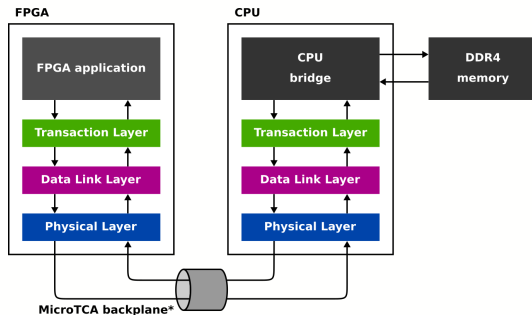 FPGA
CPU
FPGA application
CPU
bridge
DDR4
memory
Transaction Layer
Transaction Layer
Data Link Layer
Data Link Layer
Physical Layer
Physical Layer
MicroTCA backplane*